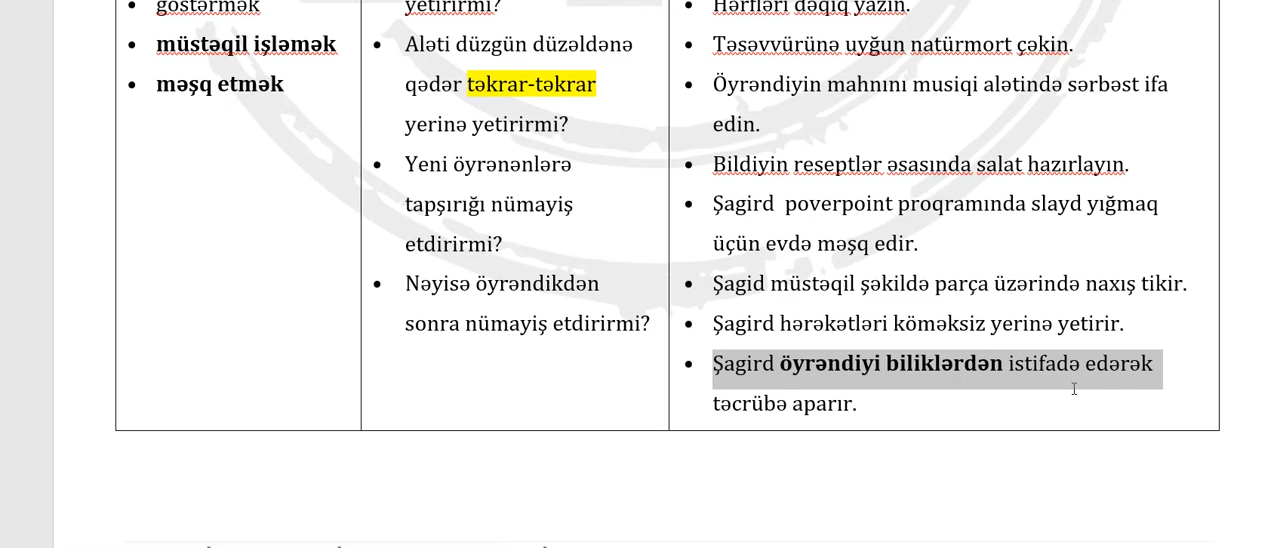 göstərmək
müstəqil işləmək
məşq etmək
yetirirmi?
Aləti düzgün düzəldənə
qədər təkrar-təkrar
yerinə yetirirmi?
Yeni öyrənənlərə
tapşırığı nümayiş
etdirirmi?
Nəyisə öyrəndikdən
sonra nümayiş etdirirmi?
Hərfləri dəqiq yazın.
Təsəvvürünə uyğun natürmort çəkin.
Öyrəndiyin mahnını musiqi alətində sərbəst ifa
edin.
Bildiyin reseptlər əsasında salat hazırlayın.
Şagird  poverpoint proqramında slayd yığmaq
üçün evdə məşq edir.
Şagid müstəqil şəkildə parça üzərində naxış tikir.
Şagird hərəkətləri köməksiz yerinə yetirir.
Şagird öyrəndiyi biliklərdən istifadə edərək
təcrübə aparır.